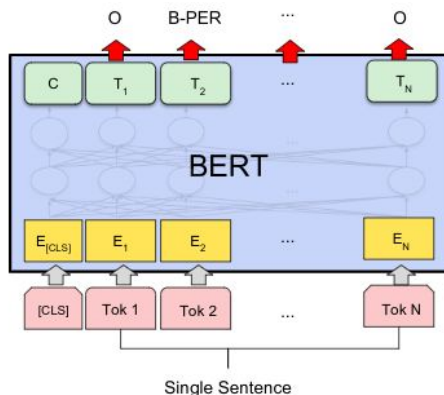 O B-PER ... O
C T1 T2 ... TN
...
BERT
...
E[CLS] E1 E2 ... EN
[CLS] Tok 1 Tok 2 ... Tok N
Single Sentence